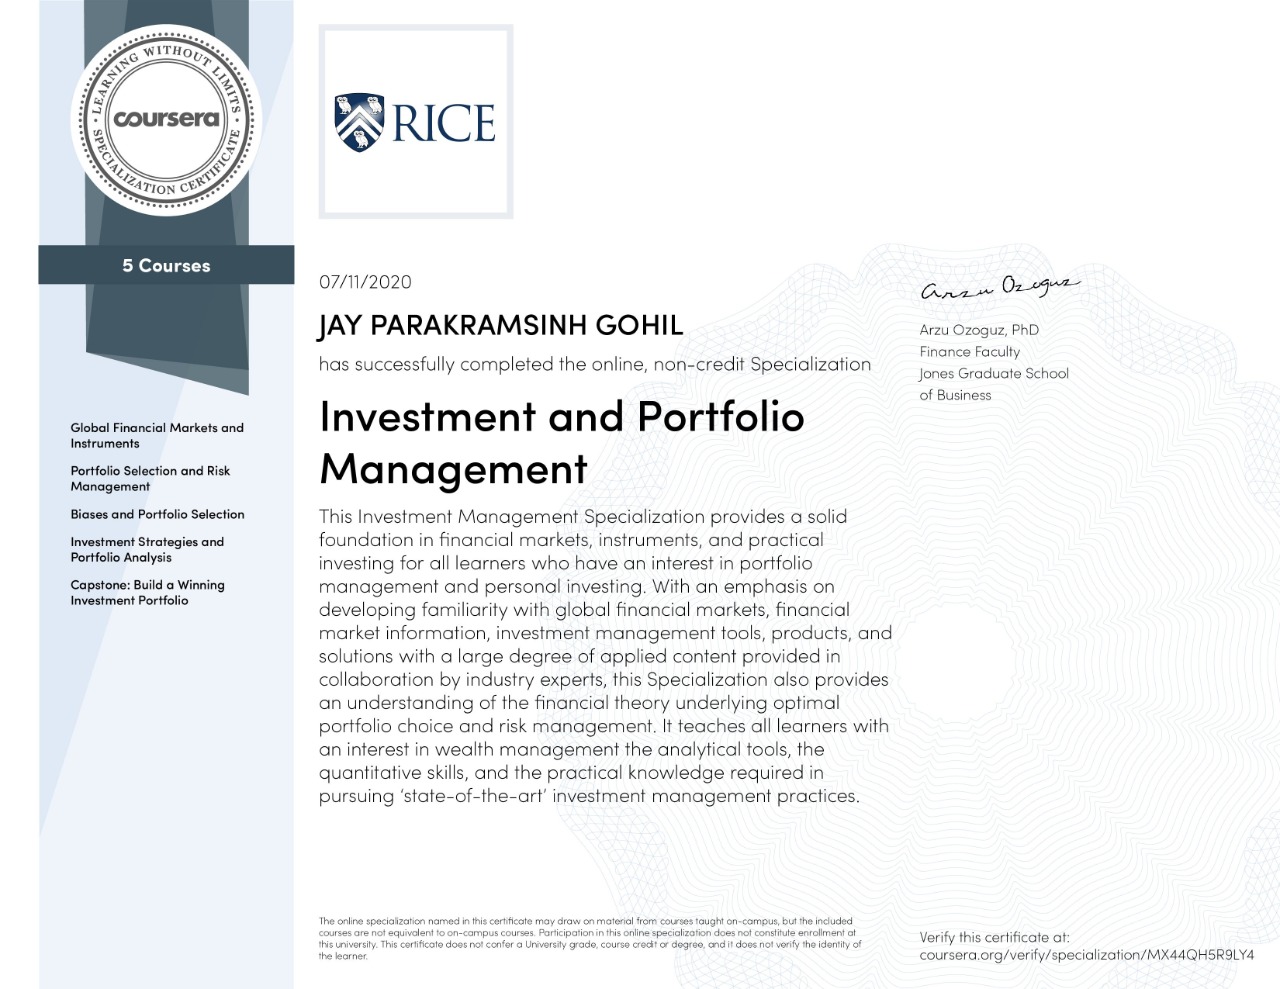 LEARNING WITHOUT LIMITS
coursera
SPECIALIZATION CERTIFICATE
RICE
5 Courses
Global Financial Markets and
Instruments
Portfolio Selection and Risk
Management
Biases and Portfolio Selection
Investment Strategies and
Portfolio Analysis
Capstone: Build a Winning
Investment Portfolio
07/11/2020
JAY PARAKRAMSINH GOHIL
has successfully completed the online, non-credit Specialization
Investment and Portfolio
Management
This Investment Management Specialization provides a solid
foundation in financial markets, instruments, and practical
investing for all learners who have an interest in portfolio
management and personal investing. With an emphasis on
developing familiarity with global financial markets, financial
market information, investment management tools, products, and
solutions with a large degree of applied content provided in
collaboration by industry experts, this Specialization also provides
an understanding of the financial theory underlying optimal
portfolio choice and risk management. It teaches all learners with
an interest in wealth management the analytical tools, the
quantitative skills, and the practical knowledge required in
pursuing ‘state-of-the-art’ investment management practices.
Arzu Ozoguz
Arzu Ozoguz, PhD
Finance Faculty
Jones Graduate School
of Business
The online specialization named in this certificate may draw on material from courses taught on-campus, but the included
courses are not equivalent to on-campus courses. Participation in this online specialization does not constitute enrollment at
this university. This certificate does not confer a University grade, course credit or degree, and it does not verify the identity of
the learner.
Verify this certificate at:
coursera.org/verify/specialization/MX44QH5R9LY4